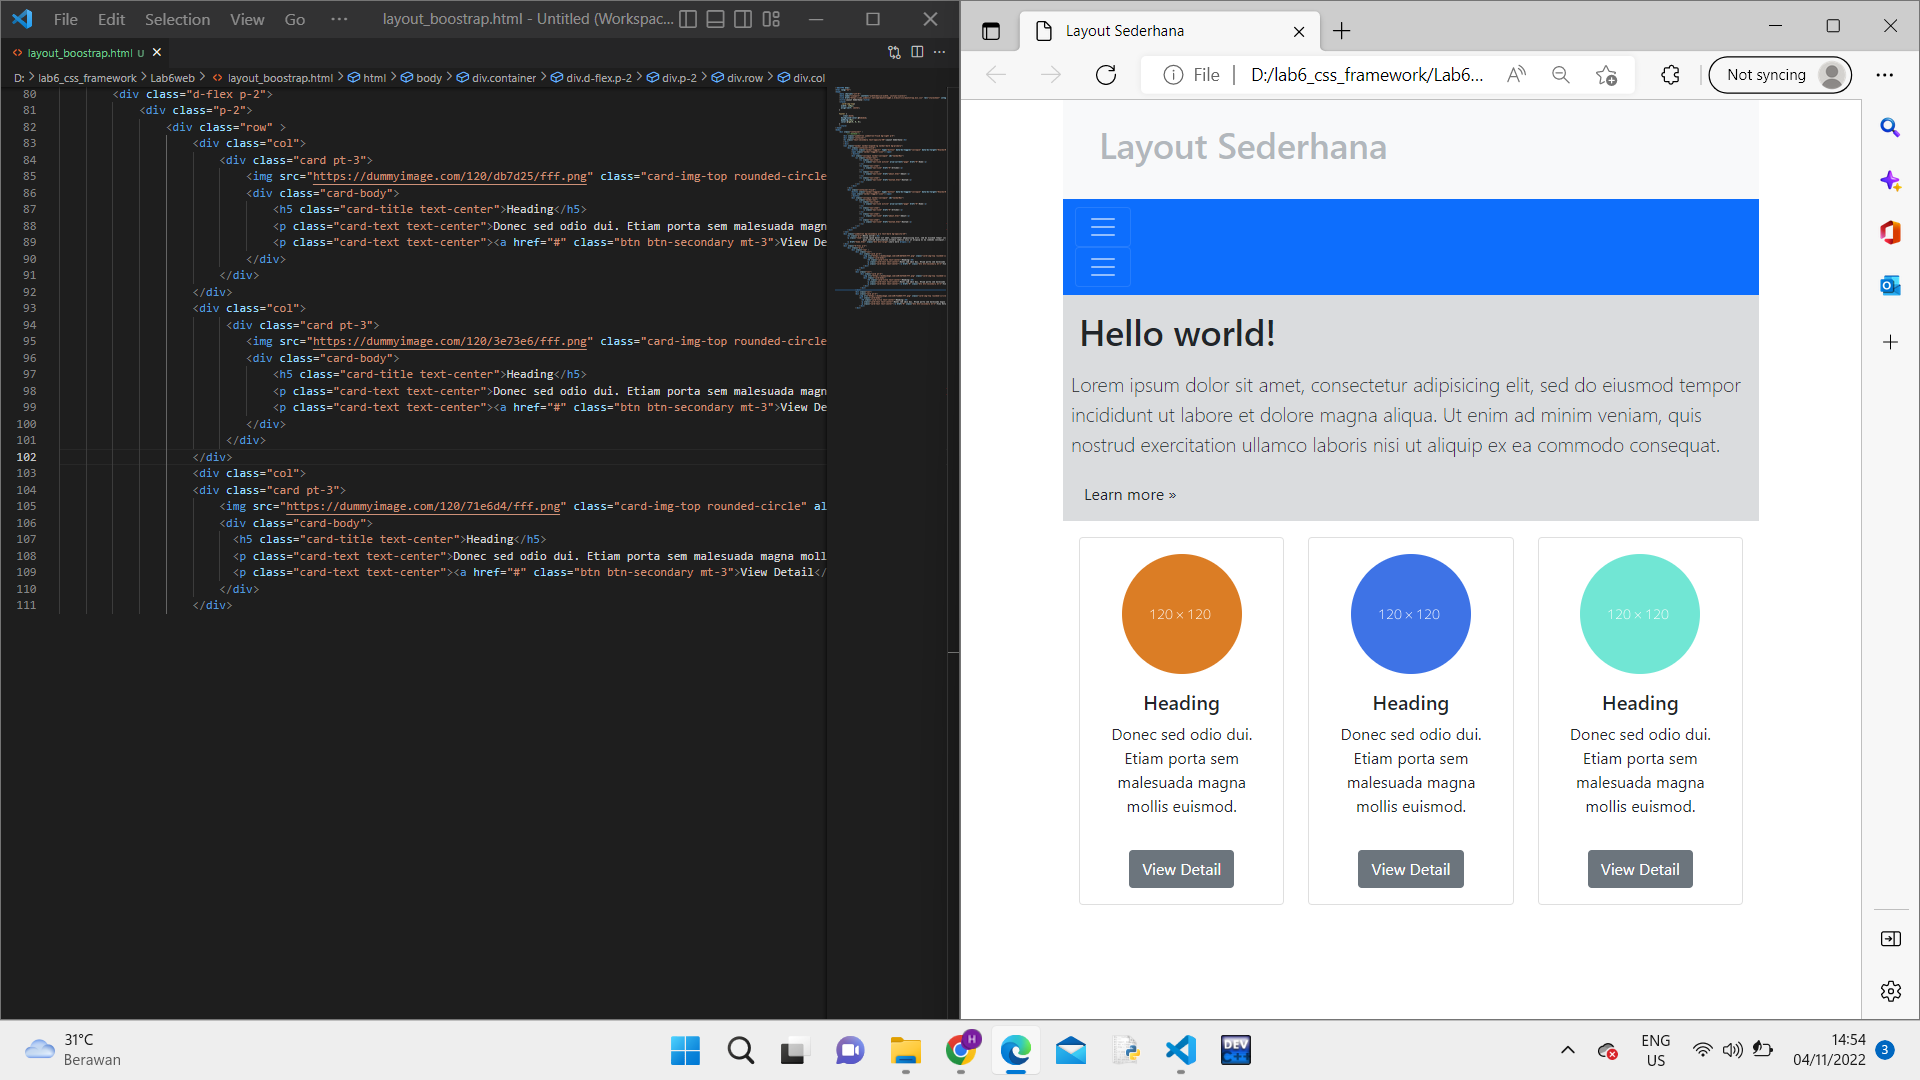 File Edit Selection View Go ··· layout_boostrap.html - Untitled (Workspac...
layout_boostrap.html U
D: > lab6_css_framework > Lab6web > layout_boostrap.html > html > body > div.container > div.d-flex.p-2 > div.p-2 > div.row > div.col
80 <div class="d-flex p-2">
81 <div class="p-2">
82 <div class="row" >
83 <div class="col">
84 <div class="card pt-3">
85 <img src="https://dummyimage.com/120/db7d25/fff.png" class="card-img-top rounded-circle
86 <div class="card-body">
87 <h5 class="card-title text-center">Heading</h5>
88 <p class="card-text text-center">Donec sed odio dui. Etiam porta sem malesuada magn
89 <p class="card-text text-center"><a href="#" class="btn btn-secondary mt-3">View De
90 </div>
91 </div>
92 </div>
93 <div class="col">
94 <div class="card pt-3">
95 <img src="https://dummyimage.com/120/3e73e6/fff.png" class="card-img-top rounded-circle
96 <div class="card-body">
97 <h5 class="card-title text-center">Heading</h5>
98 <p class="card-text text-center">Donec sed odio dui. Etiam porta sem malesuada magn
99 <p class="card-text text-center"><a href="#" class="btn btn-secondary mt-3">View De
100 </div>
101 </div>
102 </div>
103 <div class="col">
104 <div class="card pt-3">
105 <img src="https://dummyimage.com/120/71e6d4/fff.png" class="card-img-top rounded-circle" al
106 <div class="card-body">
107 <h5 class="card-title text-center">Heading</h5>
108 <p class="card-text text-center">Donec sed odio dui. Etiam porta sem malesuada magna moll
109 <p class="card-text text-center"><a href="#" class="btn btn-secondary mt-3">View Detail</
110 </div>
111 </div>
Layout Sederhana
File D:/lab6_css_framework/Lab6... Not syncing
Layout Sederhana
Hello world!
Lorem ipsum dolor sit amet, consectetur adipisicing elit, sed do eiusmod tempor
incididunt ut labore et dolore magna aliqua. Ut enim ad minim veniam, quis
nostrud exercitation ullamco laboris nisi ut aliquip ex ea commodo consequat.
Learn more »
120 × 120
Heading
Donec sed odio dui.
Etiam porta sem
malesuada magna
mollis euismod.
View Detail
120 × 120
Heading
Donec sed odio dui.
Etiam porta sem
malesuada magna
mollis euismod.
View Detail
120 × 120
Heading
Donec sed odio dui.
Etiam porta sem
malesuada magna
mollis euismod.
View Detail
31°C
Berawan
H
DEV
C++
ENG
US
14:54
04/11/2022
3